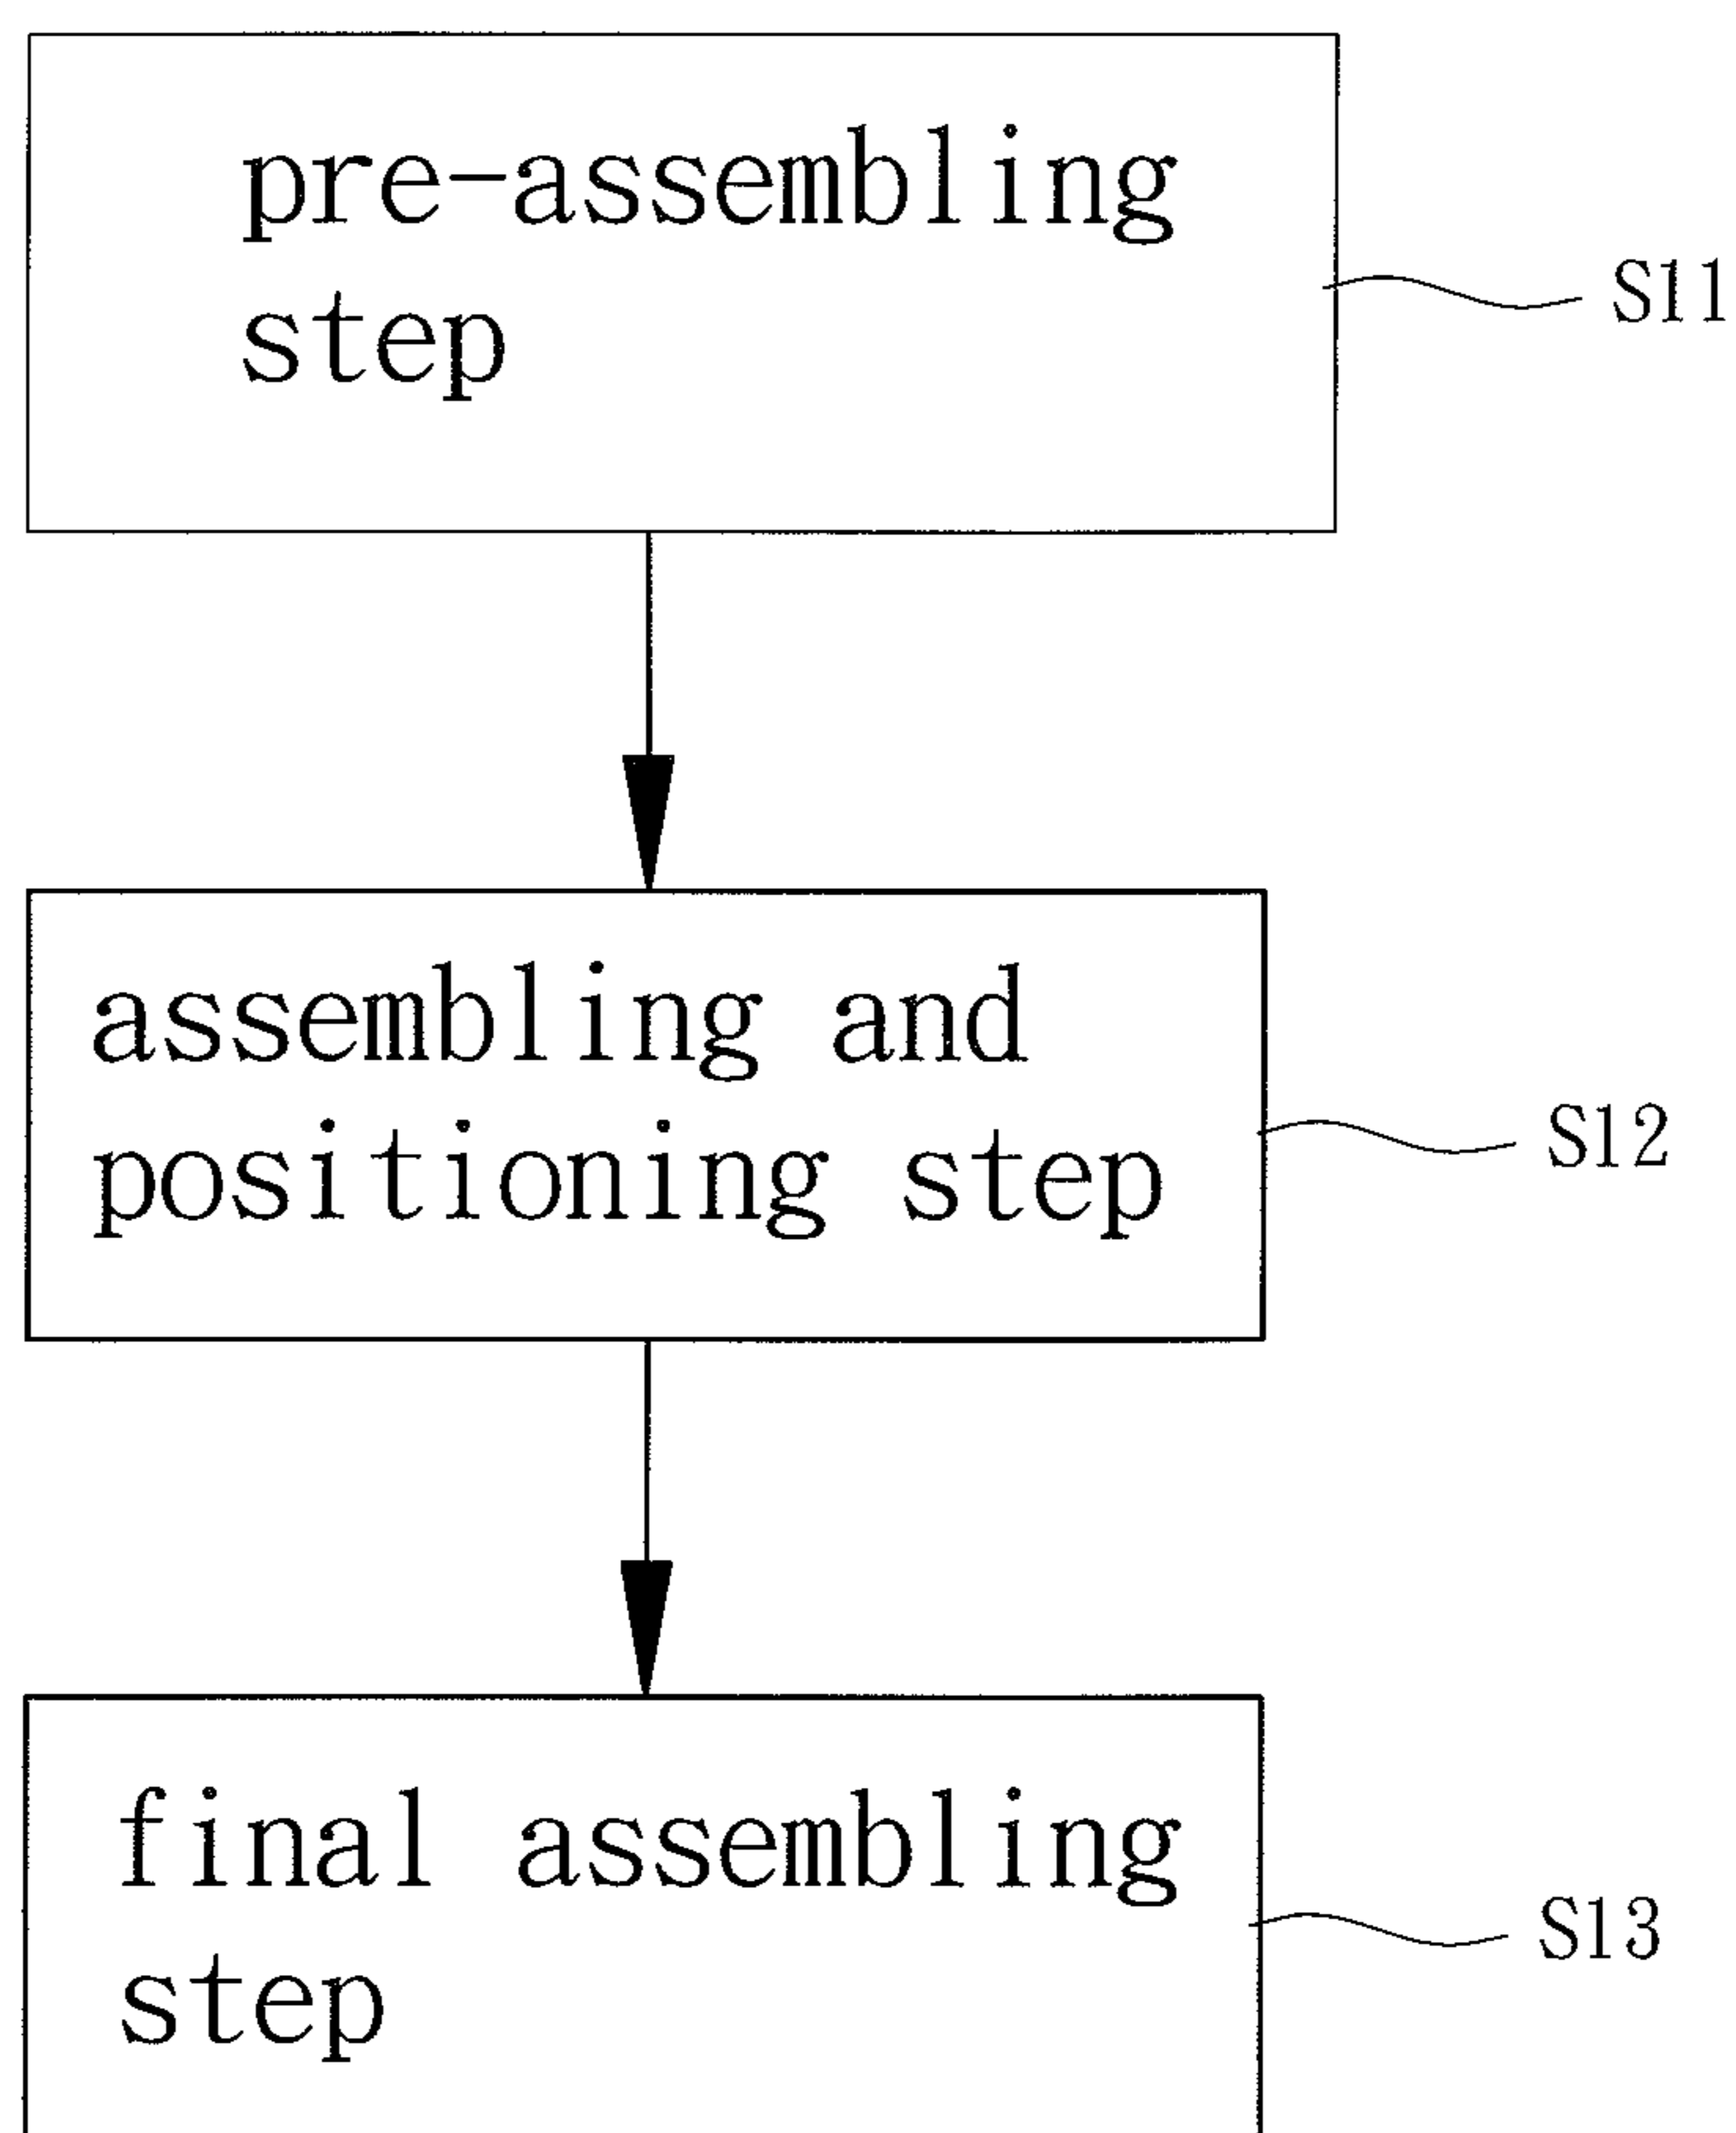 pre-assembling
step
S11
assembling and
positioning step
S12
final assembling
step
S13